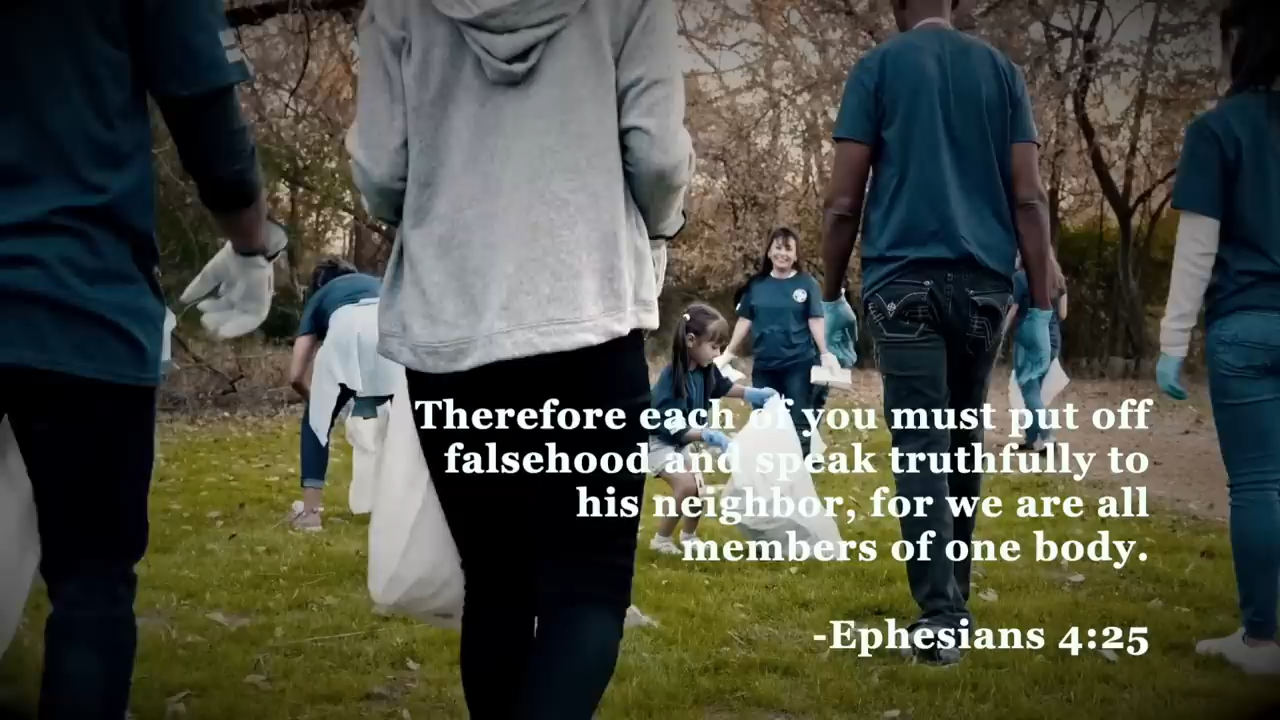 Therefore each of you must put off
falsehood and speak truthfully to
his neighbor, for we are all
members of one body.
-Ephesians 4:25